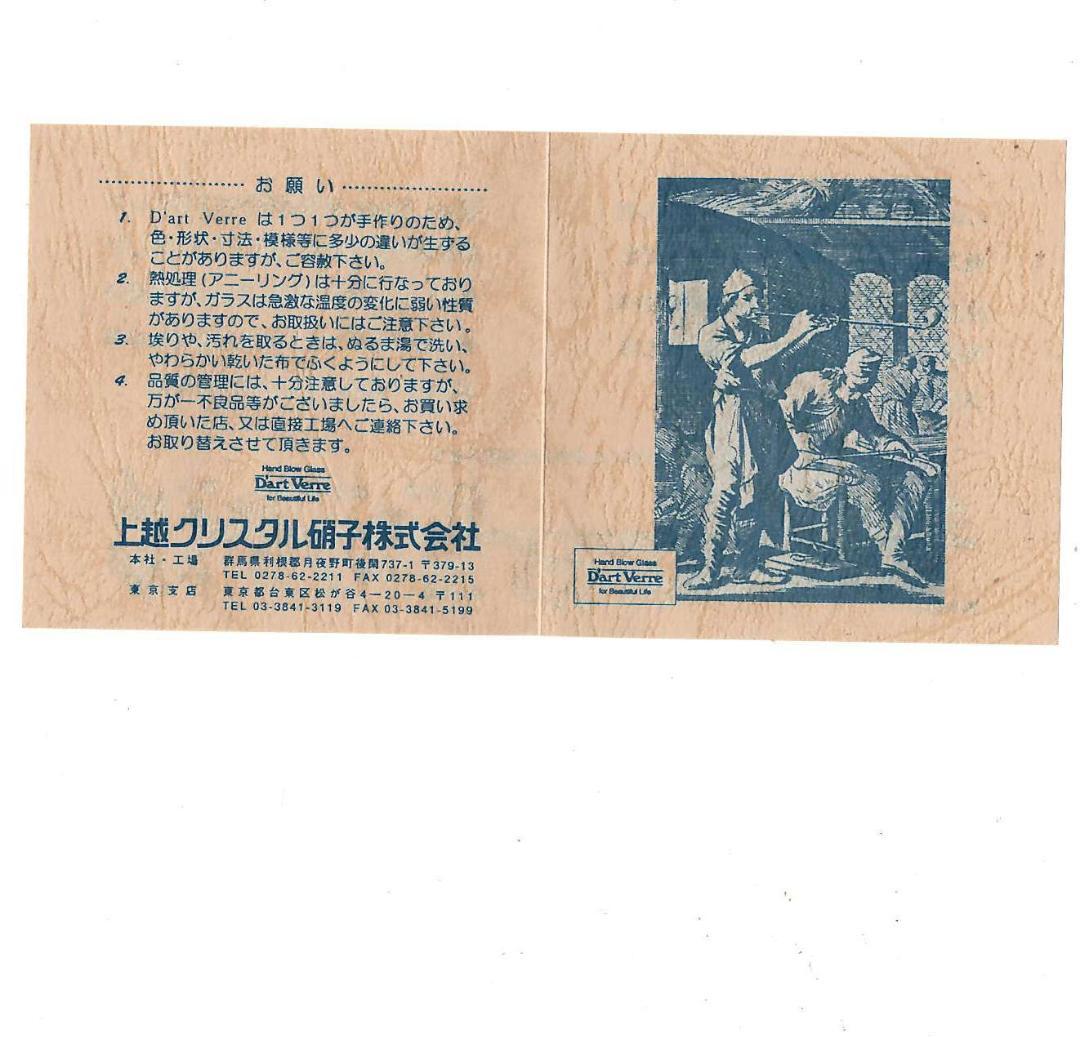 お願い
1. D'art Verre は1つ1つが手作りのため、
色・形状・寸法・模様等に多少の違いが生する
ことがありますが、ご容赦下さい。
2. 熱処理(アニーリング)は十分に行なっており
ますが、ガラスは急激な温度の変化に弱い性質
がありますので、お取扱いにはご注意下さい。
3. 埃りや、汚れを取るときは、ぬるま湯で洗い、
やわらかい乾いた布でふくようにして下さい。
4. 品質の管理には、十分注意しておりますが、
万が一不良品等がございましたら、お買い求
め頂いた店、又は直接工場へご連絡下さい。
お取り替えさせて頂きます。
Hand Blow Glass
D'art Verre
for Beautiful Life
上越クリスタル硝子株式会社
本社・工場 群馬県利根郡月夜野町後閑737-1 〒379-13
TEL 0278-62-2211 FAX 0278-62-2215
東京支店 東京都台東区松が谷4-20-4 〒111
TEL 03-3841-3119 FAX 03-3841-5199
Hand Blow Glass
D'art Verre
for Beautiful Life